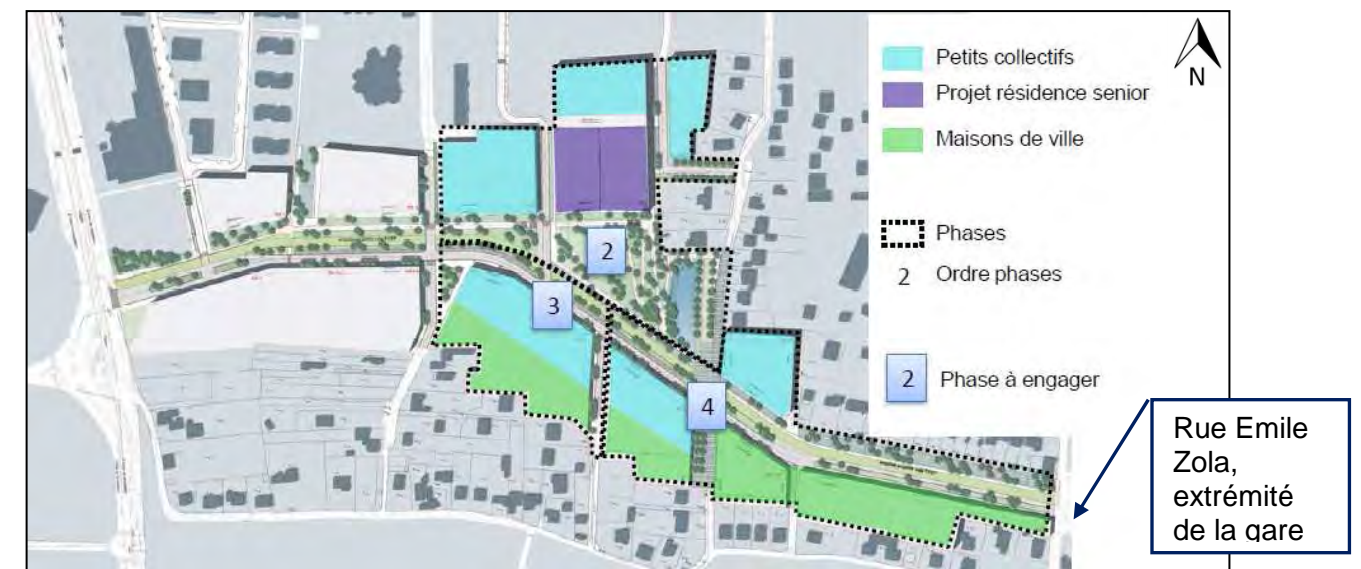 Petits collectifs
Projet résidence senior
Maisons de ville
Phases
2 Ordre phases
2 Phase à engager
N
2
3
4
Rue Emile
Zola,
extrémité
de la gare